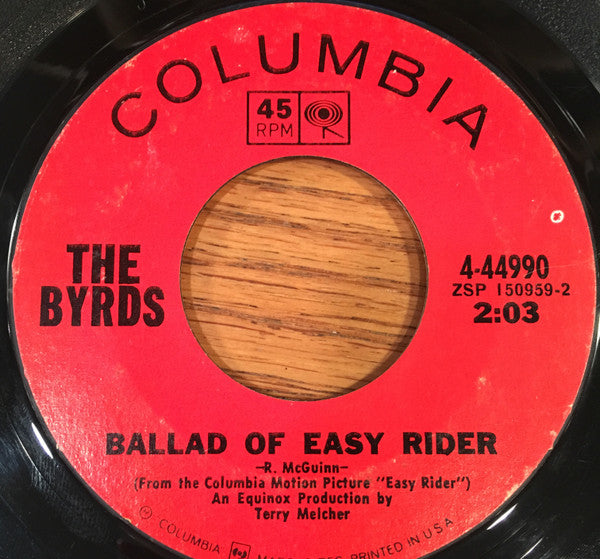 COLUMBIA
45
RPM
THE
BYRDS
4-44990
ZSP 150959-2
2:03
BALLAD OF EASY RIDER
-R. McGuinn-
(From the Columbia Motion Picture "Easy Rider")
An Equinox Production by
Terry Melcher
COLUMBIA PRINTED IN U.S.A